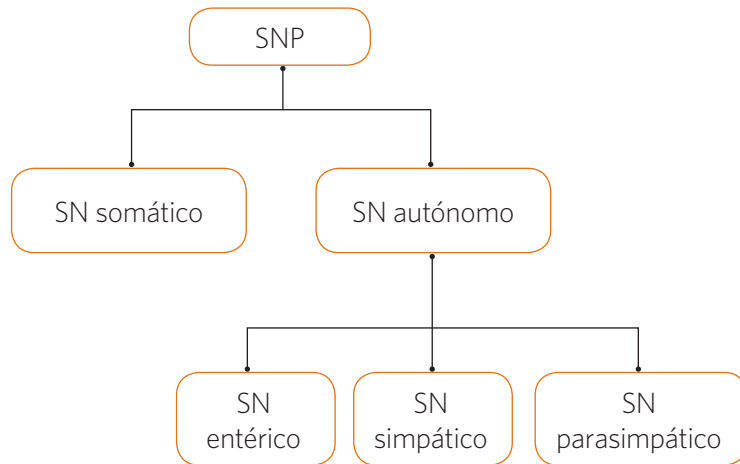 SNP
SN somático
SN autónomo
SN
entérico
SN
simpático
SN
parasimpático